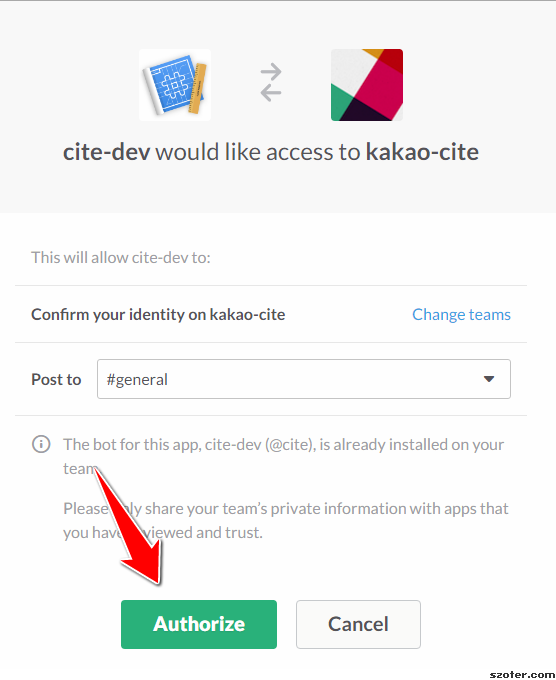 cite-dev would like access to kakao-cite
This will allow cite-dev to:
Confirm your identity on kakao-cite Change teams
Post to #general
The bot for this app, cite-dev (@cite), is already installed on your
team
Please only share your team's private information with apps that
you have viewed and trust.
Authorize Cancel
szoter.com